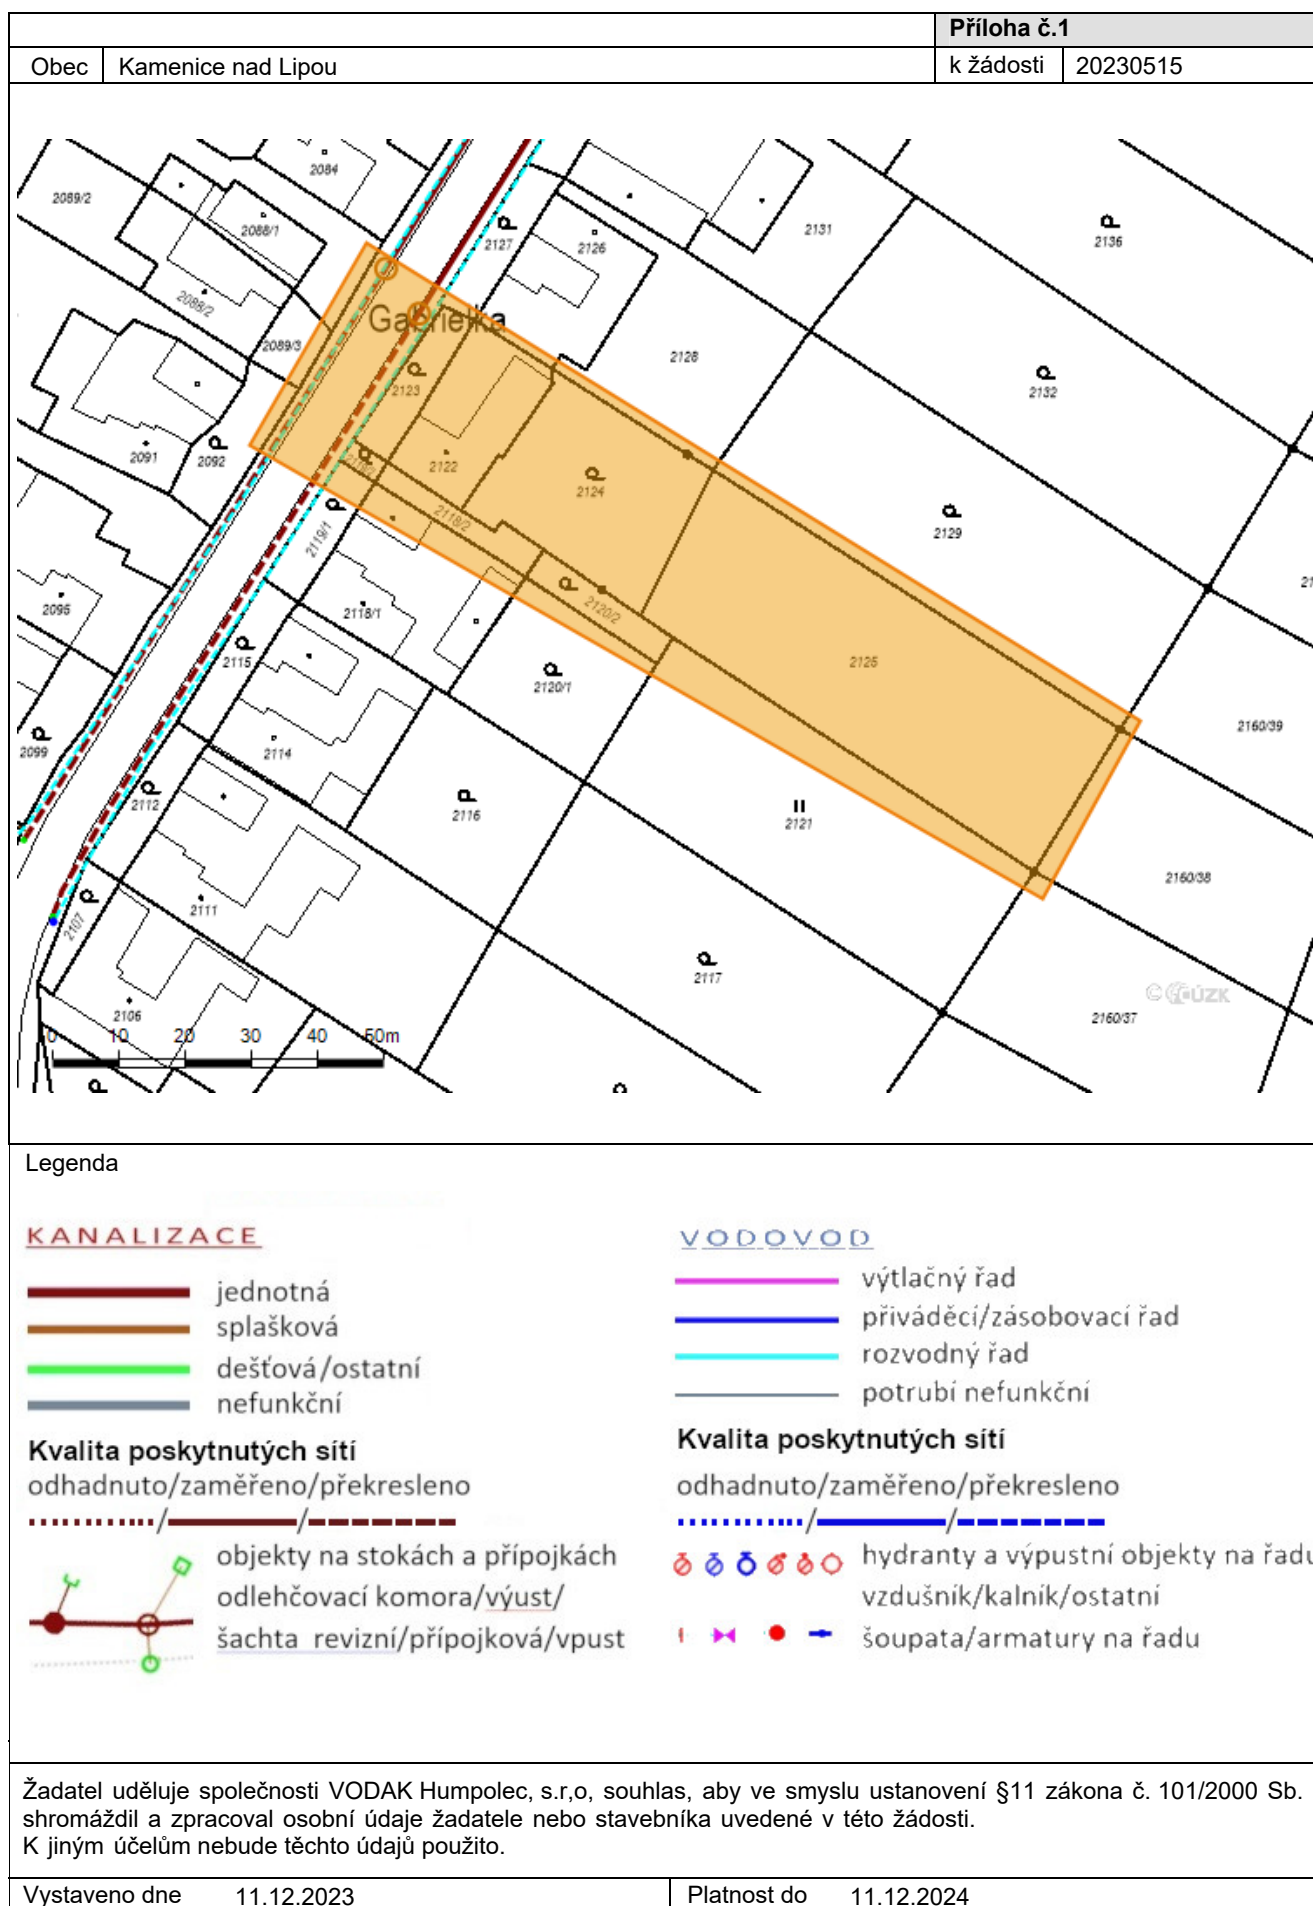 Příloha č.1
Obec Kamenice nad Lipou k žádosti 20230515
2084
2089/2
2088/1
2127
2126
2131
2136
2088/2
Gabrielka
2089/3
2128
2123
2132
2091
2092
2122
2124
2118/2
2129
2119/1
2095
2118/1
2120/2
2115
2120/1
2125
2099
2114
2160/39
2112
2116
2121
2160/38
2111
2107
2117
© ČÚZK
2106
2160/37
0 10 20 30 40 50m
Legenda
KANALIZACE
jednotná
splašková
dešťová/ostatní
nefunkční
Kvalita poskytnutých sítí
odhadnuto/zaměřeno/překresleno
objekty na stokách a přípojkách
odlehčovací komora/výust/
šachta revizní/přípojková/vpust
VODOVOD
výtlačný řad
přiváděcí/zásobovací řad
rozvodný řad
potrubí nefunkční
Kvalita poskytnutých sítí
odhadnuto/zaměřeno/překresleno
hydranty a výpustní objekty na řadu
vzdušník/kalník/ostatní
šoupata/armatury na řadu
Žadatel uděluje společnosti VODAK Humpolec, s.r,o, souhlas, aby ve smyslu ustanovení §11 zákona č. 101/2000 Sb.
shromáždil a zpracoval osobní údaje žadatele nebo stavebníka uvedené v této žádosti.
K jiným účelům nebude těchto údajů použito.
Vystaveno dne 11.12.2023 Platnost do 11.12.2024